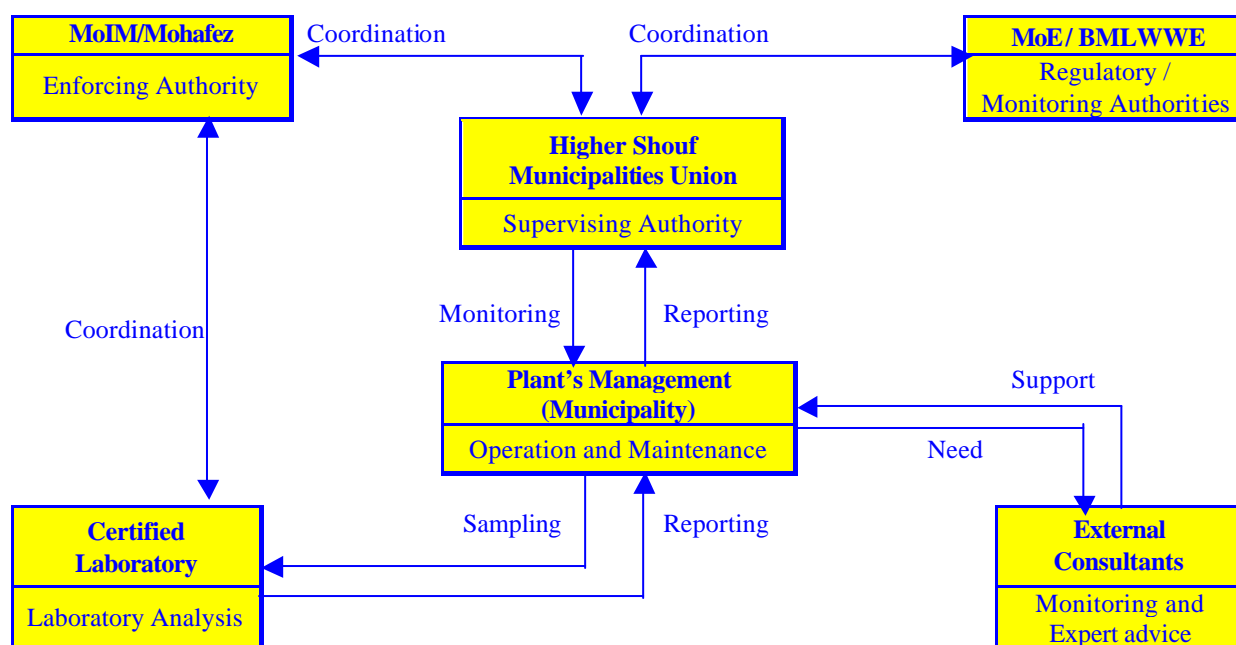 MoIM/Mohafez
Enforcing Authority
Coordination
Coordination
MoE / BMLWWE
Regulatory /
Monitoring Authorities
Higher Shouf
Municipalities Union
Supervising Authority
Coordination
Monitoring
Reporting
Plant's Management
(Municipality)
Operation and Maintenance
Support
Need
Sampling
Reporting
Certified
Laboratory
Laboratory Analysis
External
Consultants
Monitoring and
Expert advice